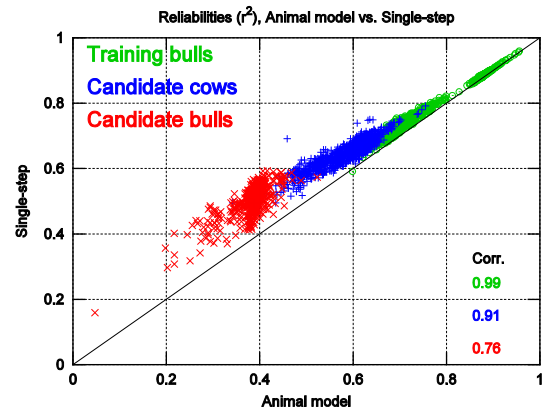 Reliabilities (r²), Animal model vs. Single-step
1
Training bulls
Candidate cows
Candidate bulls
0.8
0.6
Single-step
0.4
Corr.
0.99
0.2
0.91
0.76
0
0 0.2 0.4 0.6 0.8 1
Animal model